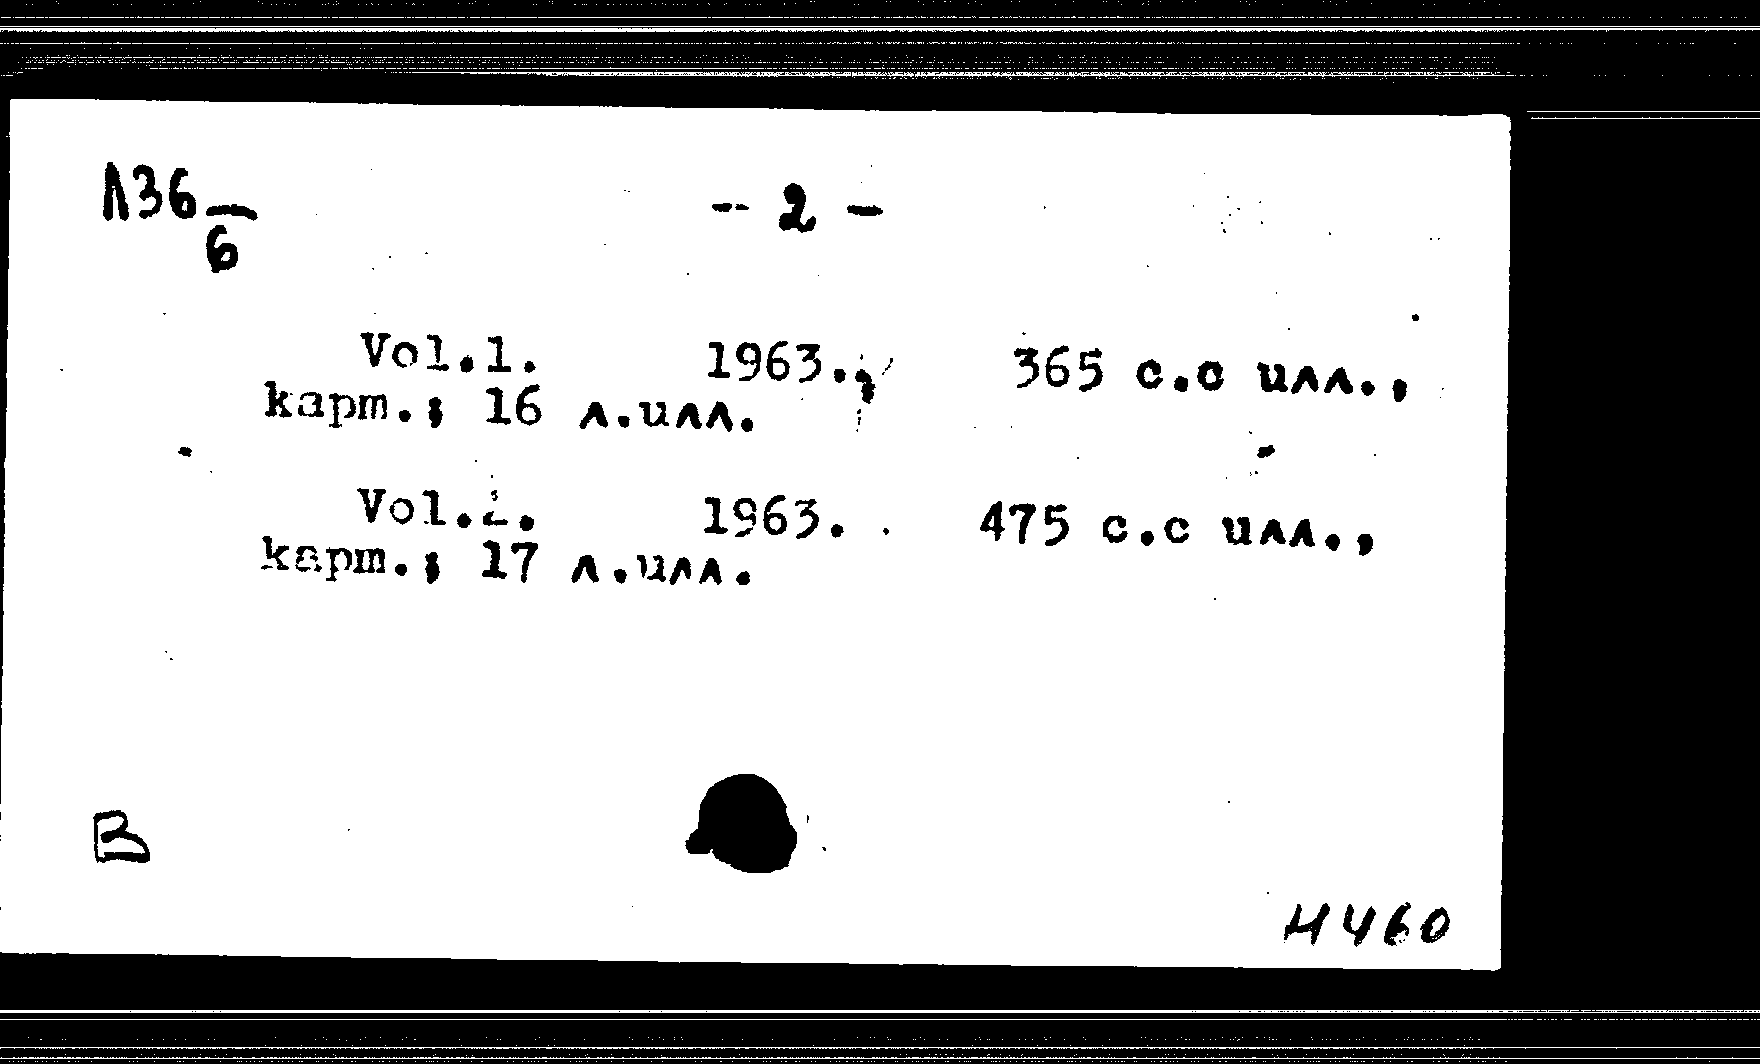 Л36 - 2 -
6
Vol.1. 1963., 365 с.с илл.,
карт.; 16 л.илл.
Vol.2. 1963. 475 с.с илл.,
карт.; 17 л.илл.
В
Н460